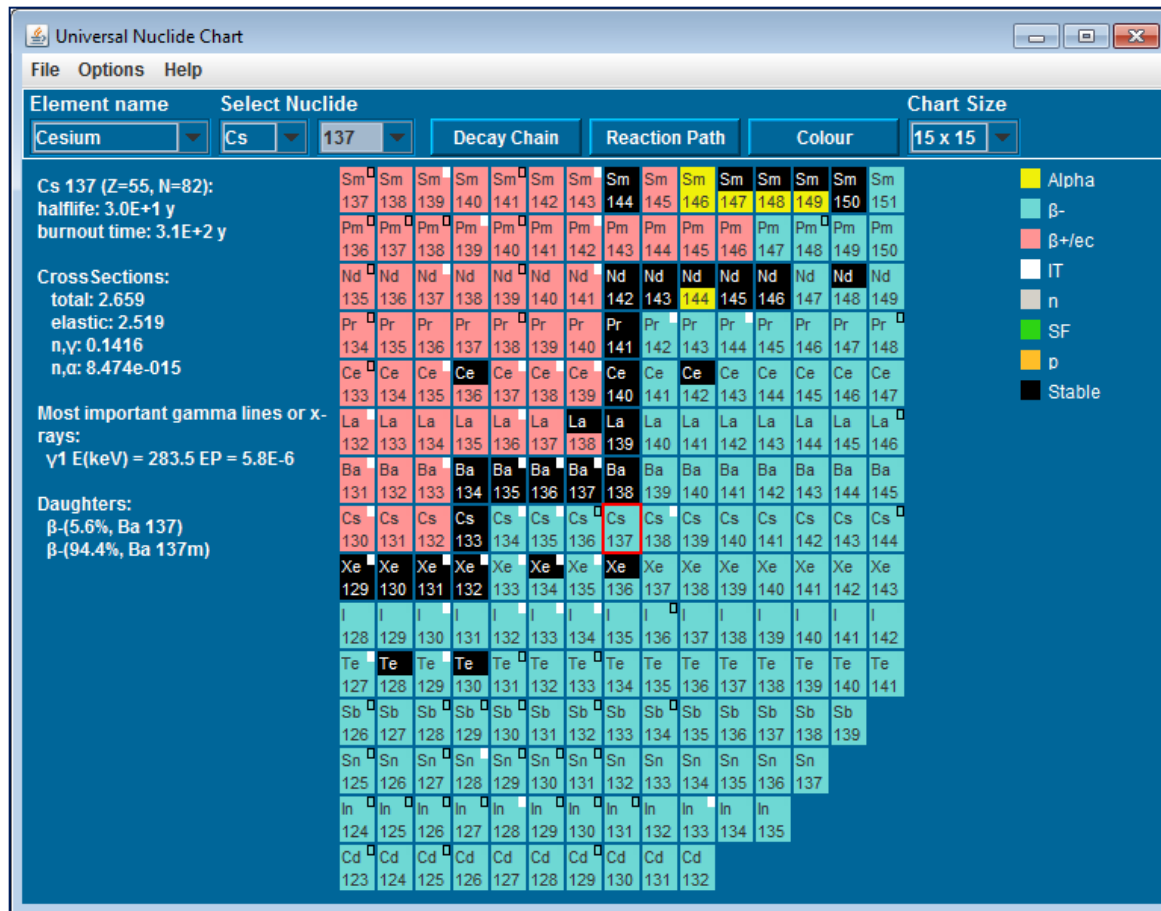 Universal Nuclide Chart
File Options Help
Element name Select Nuclide Chart Size
Cesium Cs 137 Decay Chain Reaction Path Colour 15 x 15
Cs 137 (Z=55, N=82):
halflife: 3.0E+1 y
burnout time: 3.1E+2 y
Cross Sections:
total: 2.659
elastic: 2.519
n,γ: 0.1416
n,α: 8.474e-015
Most important gamma lines or x-
rays:
γ1 E(keV) = 283.5 EP = 5.8E-6
Daughters:
β-(5.6%, Ba 137)
β-(94.4%, Ba 137m)
Sm Sm Sm Sm Sm Sm Sm Sm Sm Sm Sm Sm Sm Sm Sm
137 138 139 140 141 142 143 144 145 146 147 148 149 150 151
Pm Pm Pm Pm Pm Pm Pm Pm Pm Pm Pm Pm Pm Pm Pm
136 137 138 139 140 141 142 143 144 145 146 147 148 149 150
Nd Nd Nd Nd Nd Nd Nd Nd Nd Nd Nd Nd Nd Nd Nd
135 136 137 138 139 140 141 142 143 144 145 146 147 148 149
Pr Pr Pr Pr Pr Pr Pr Pr Pr Pr Pr Pr Pr Pr Pr
134 135 136 137 138 139 140 141 142 143 144 145 146 147 148
Ce Ce Ce Ce Ce Ce Ce Ce Ce Ce Ce Ce Ce Ce Ce
133 134 135 136 137 138 139 140 141 142 143 144 145 146 147
La La La La La La La La La La La La La La La
132 133 134 135 136 137 138 139 140 141 142 143 144 145 146
Ba Ba Ba Ba Ba Ba Ba Ba Ba Ba Ba Ba Ba Ba Ba
131 132 133 134 135 136 137 138 139 140 141 142 143 144 145
Cs Cs Cs Cs Cs Cs Cs Cs Cs Cs Cs Cs Cs Cs Cs
130 131 132 133 134 135 136 137 138 139 140 141 142 143 144
Xe Xe Xe Xe Xe Xe Xe Xe Xe Xe Xe Xe Xe Xe Xe
129 130 131 132 133 134 135 136 137 138 139 140 141 142 143
I I I I I I I I I I I I I I I
128 129 130 131 132 133 134 135 136 137 138 139 140 141 142
Te Te Te Te Te Te Te Te Te Te Te Te Te Te Te
127 128 129 130 131 132 133 134 135 136 137 138 139 140 141
Sb Sb Sb Sb Sb Sb Sb Sb Sb Sb Sb Sb Sb Sb
126 127 128 129 130 131 132 133 134 135 136 137 138 139
Sn Sn Sn Sn Sn Sn Sn Sn Sn Sn Sn Sn Sn
125 126 127 128 129 130 131 132 133 134 135 136 137
In In In In In In In In In In In In
124 125 126 127 128 129 130 131 132 133 134 135
Cd Cd Cd Cd Cd Cd Cd Cd Cd Cd
123 124 125 126 127 128 129 130 131 132
Alpha
β-
β+/ec
IT
n
SF
p
Stable